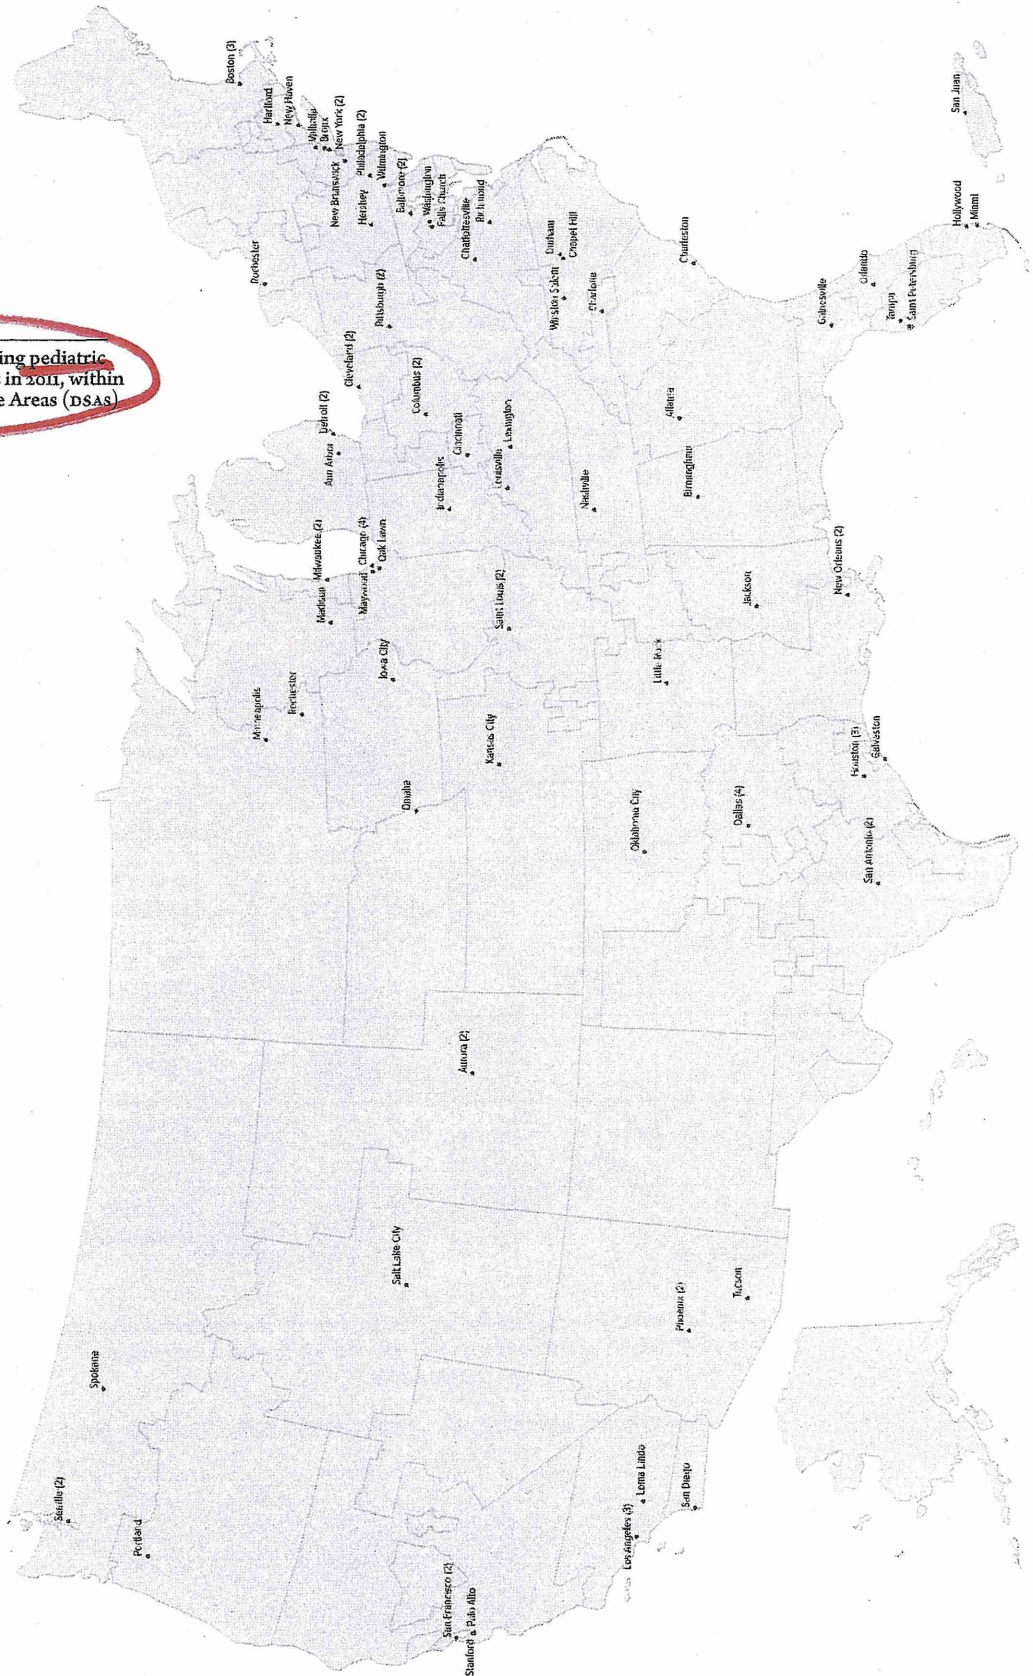 ing pediatric
s in 2011, within
e Areas (DSAs)
Seattle (2)
Spokane
Portland
San Francisco (2)
Stanford
Palo Alto
Los Angeles (3)
Loma Linda
San Diego
Salt Lake City
Phoenix (2)
Tucson
Aurora (2)
Omaha
Kansas City
Oklahoma City
Dallas (4)
San Antonio (2)
Houston (3)
Galveston
Minneapolis
Rochester
Iowa City
Saint Louis (2)
Little Rock
Jackson
New Orleans (2)
Madison
Milwaukee (2)
Maywood
Chicago (4)
Oak Lawn
Ann Arbor
Detroit (2)
Indianapolis
Cincinnati
Columbus (2)
Cleveland (2)
Louisville
Lexington
Nashville
Birmingham
Atlanta
Pittsburgh (2)
Rochester
Boston (3)
Hartford
New Haven
Valhalla
Bronx
New York (2)
New Brunswick
Philadelphia (2)
Hershey
Wilmington
Baltimore (2)
Washington
Falls Church
Charlottesville
Richmond
Durham
Chapel Hill
Winston Salem
Charlotte
Charleston
Gainesville
Orlando
Tampa
Saint Petersburg
Hollywood
Miami
San Juan